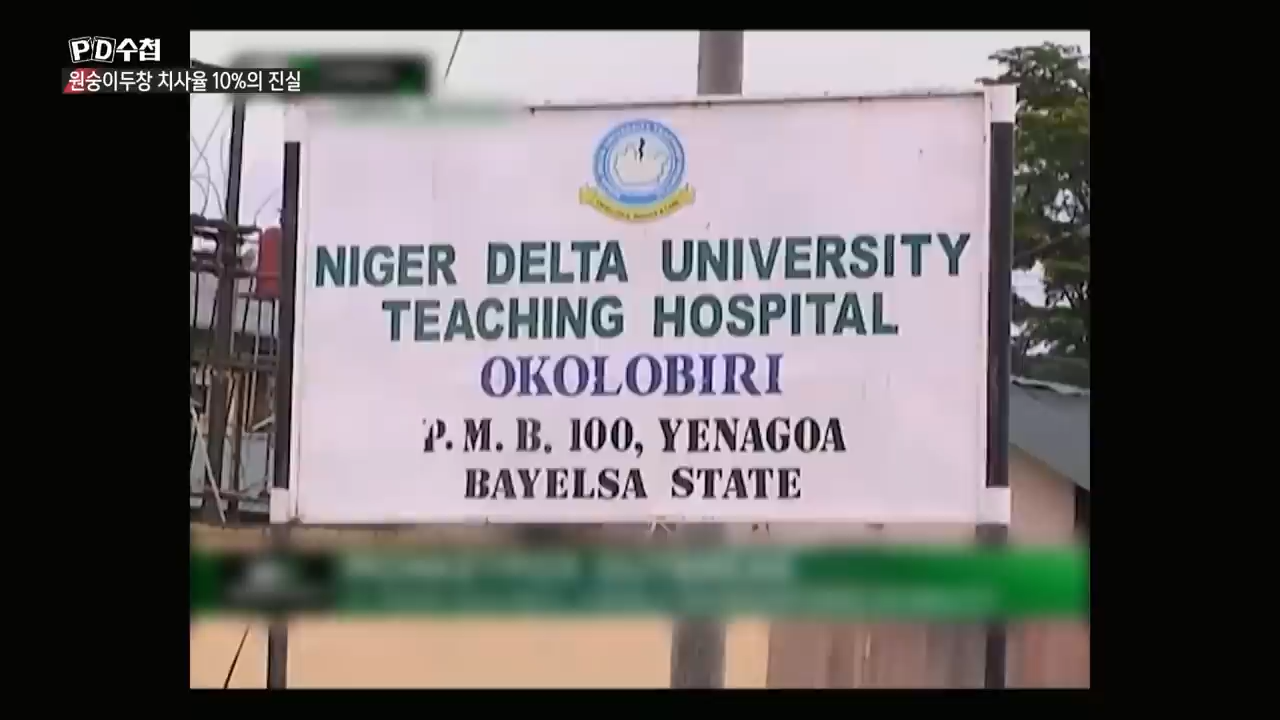 PD수첩
원숭이두창 치사율 10%의 진실
NIGER DELTA UNIVERSITY
TEACHING HOSPITAL
OKOLOBIRI
P. M. B. 100, YENAGOA
BAYELSA STATE